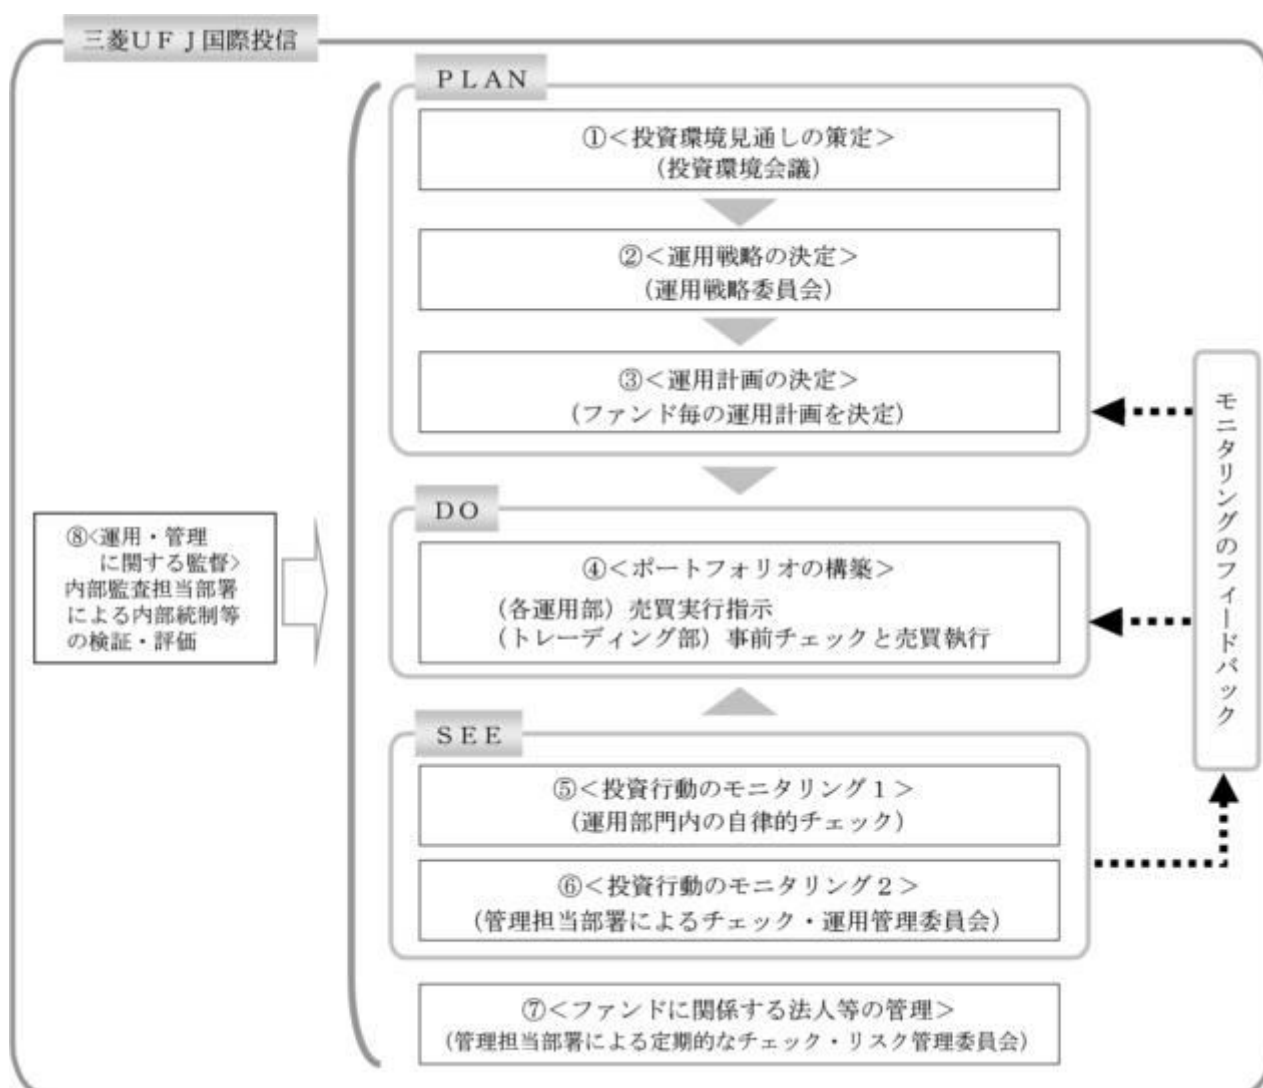 三菱ＵＦＪ国際投信
ＰＬＡＮ
①＜投資環境見通しの策定＞
（投資環境会議）
②＜運用戦略の決定＞
（運用戦略委員会）
③＜運用計画の決定＞
（ファンド毎の運用計画を決定）
ＤＯ
④＜ポートフォリオの構築＞
（各運用部）売買実行指示
（トレーディング部）事前チェックと売買執行
ＳＥＥ
⑤＜投資行動のモニタリング１＞
（運用部門内の自律的チェック）
⑥＜投資行動のモニタリング２＞
（管理担当部署によるチェック・運用管理委員会）
⑦＜ファンドに関係する法人等の管理＞
（管理担当部署による定期的なチェック・リスク管理委員会）
⑧<運用・管理
に関する監督>
内部監査担当部署
による内部統制等
の検証・評価
モニタリングのフィードバック